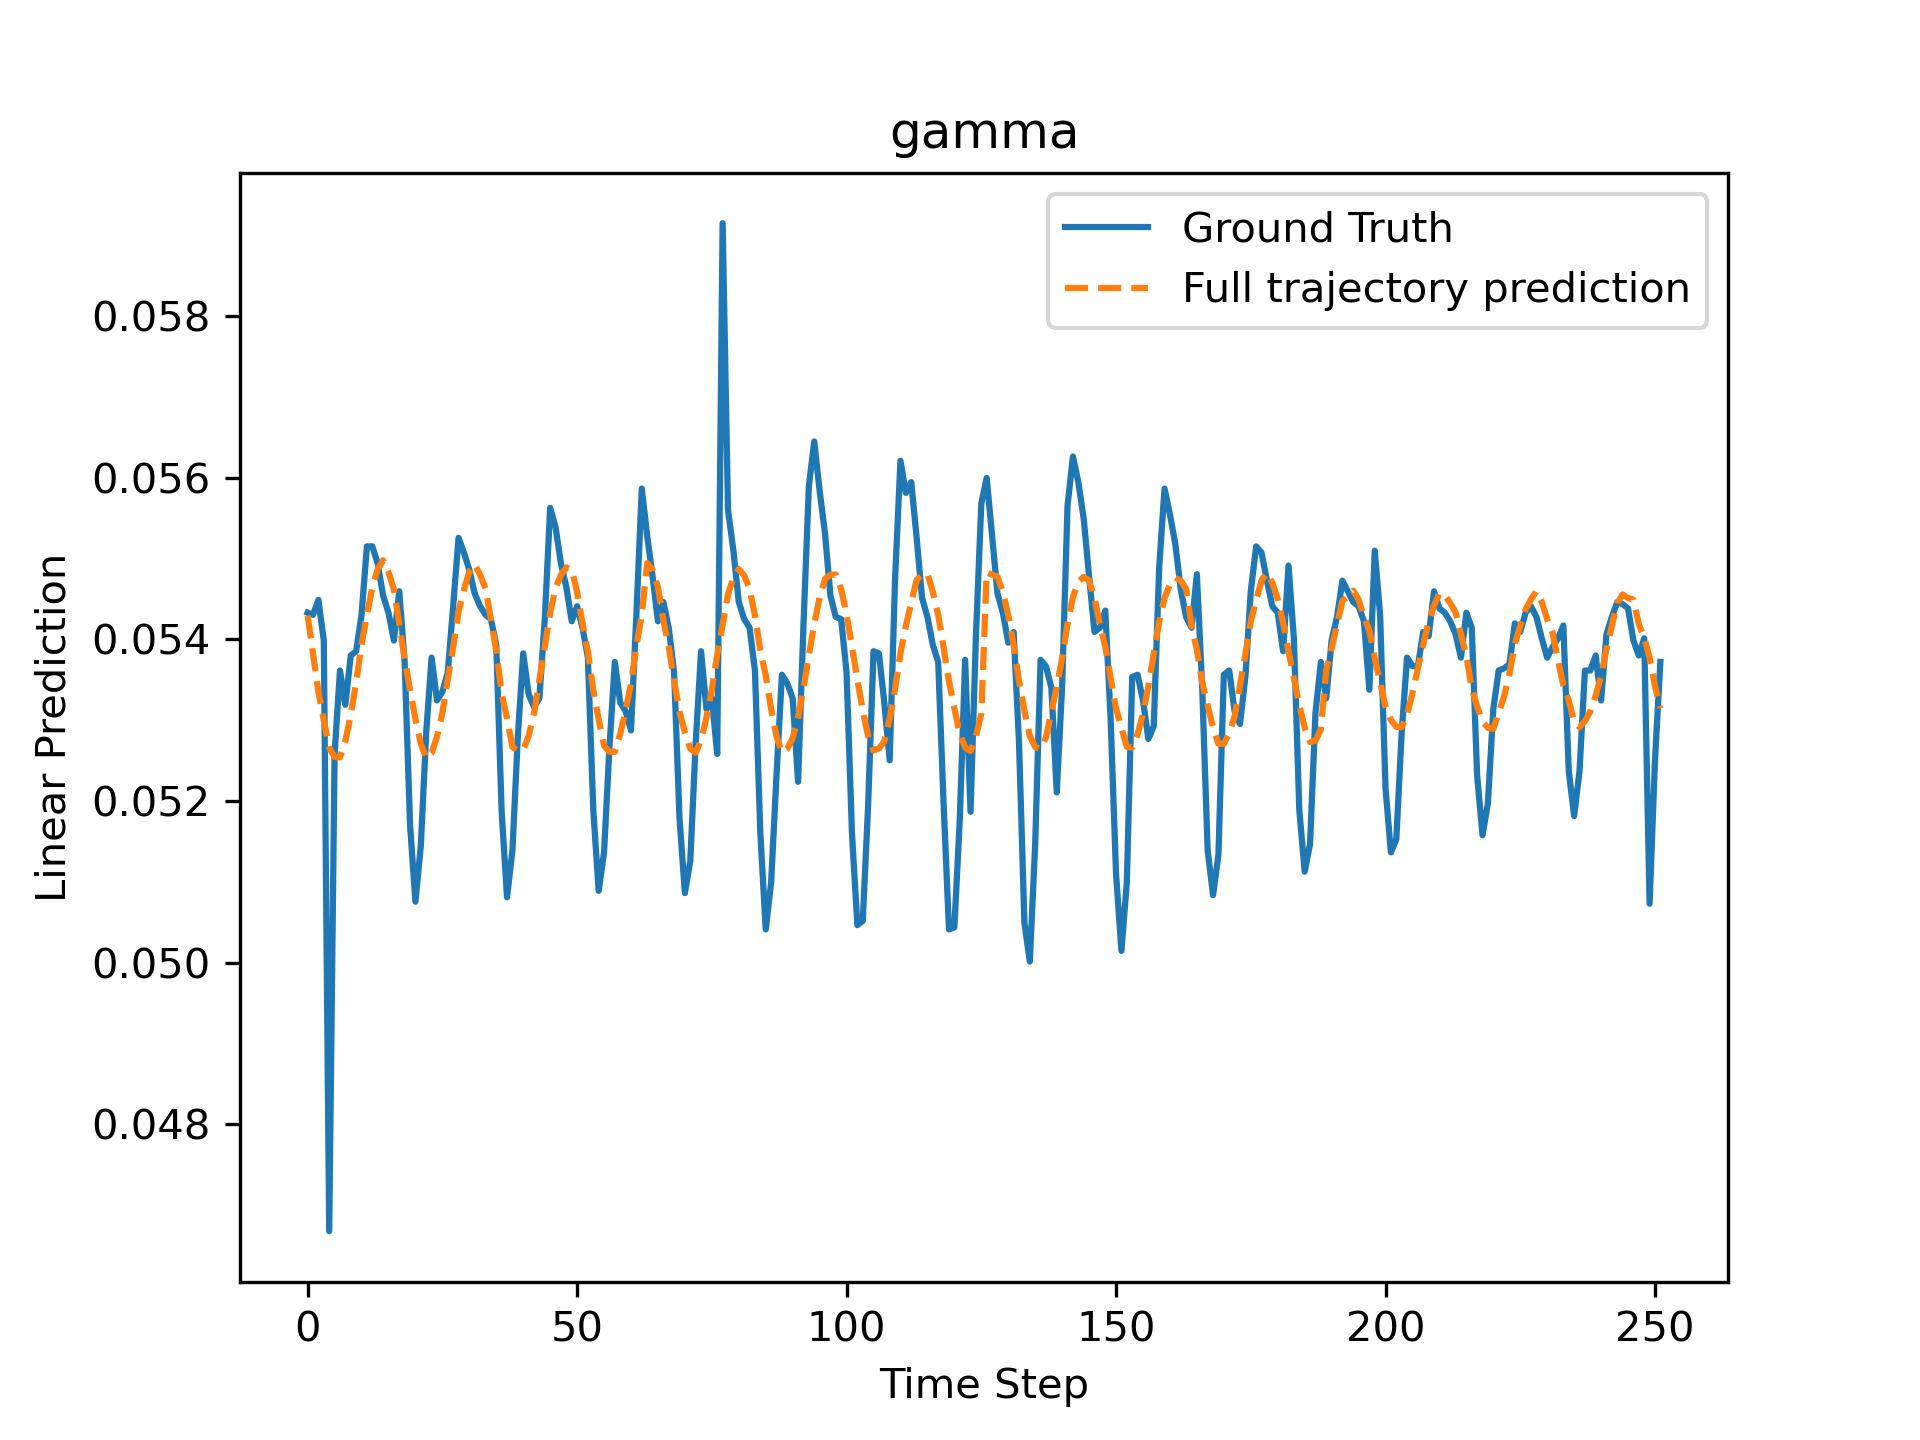 gamma
Ground Truth
Full trajectory prediction
0.058
0.056
0.054
0.052
0.050
0.048
Linear Prediction
0 50 100 150 200 250
Time Step